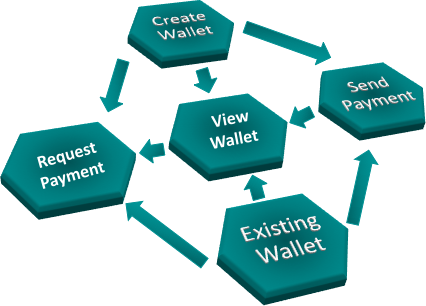 Create
Wallet
Send
Payment
View
Wallet
Request
Payment
Existing
Wallet